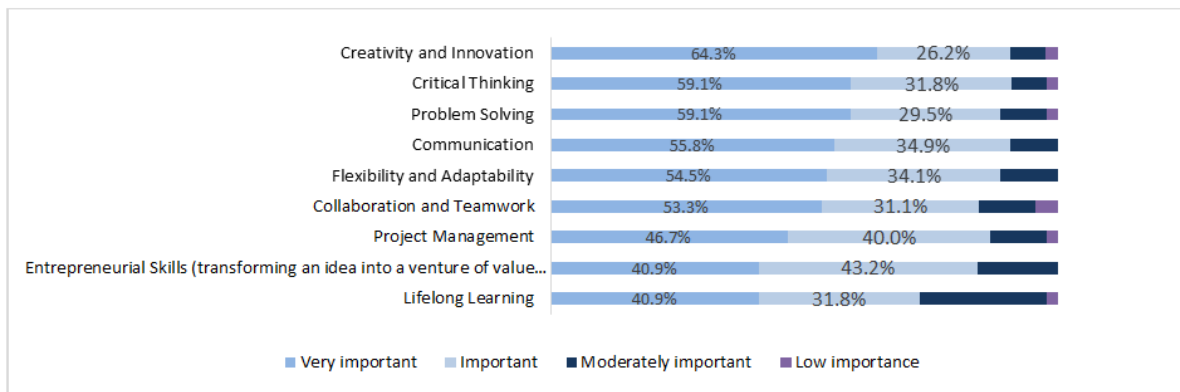 Creativity and Innovation 64.3% 26.2%
Critical Thinking 59.1% 31.8%
Problem Solving 59.1% 29.5%
Communication 55.8% 34.9%
Flexibility and Adaptability 54.5% 34.1%
Collaboration and Teamwork 53.3% 31.1%
Project Management 46.7% 40.0%
Entrepreneurial Skills (transforming an idea into a venture of value... 40.9% 43.2%
Lifelong Learning 40.9% 31.8%
Very important Important Moderately important Low importance